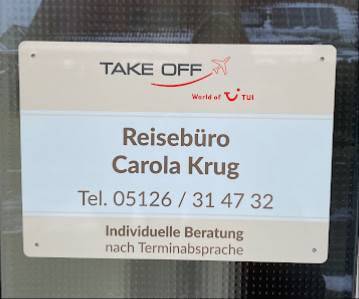 TAKE OFF
World of TUI
Reisebüro
Carola Krug
Tel. 05126 / 31 47 32
Individuelle Beratung
nach Terminabsprache